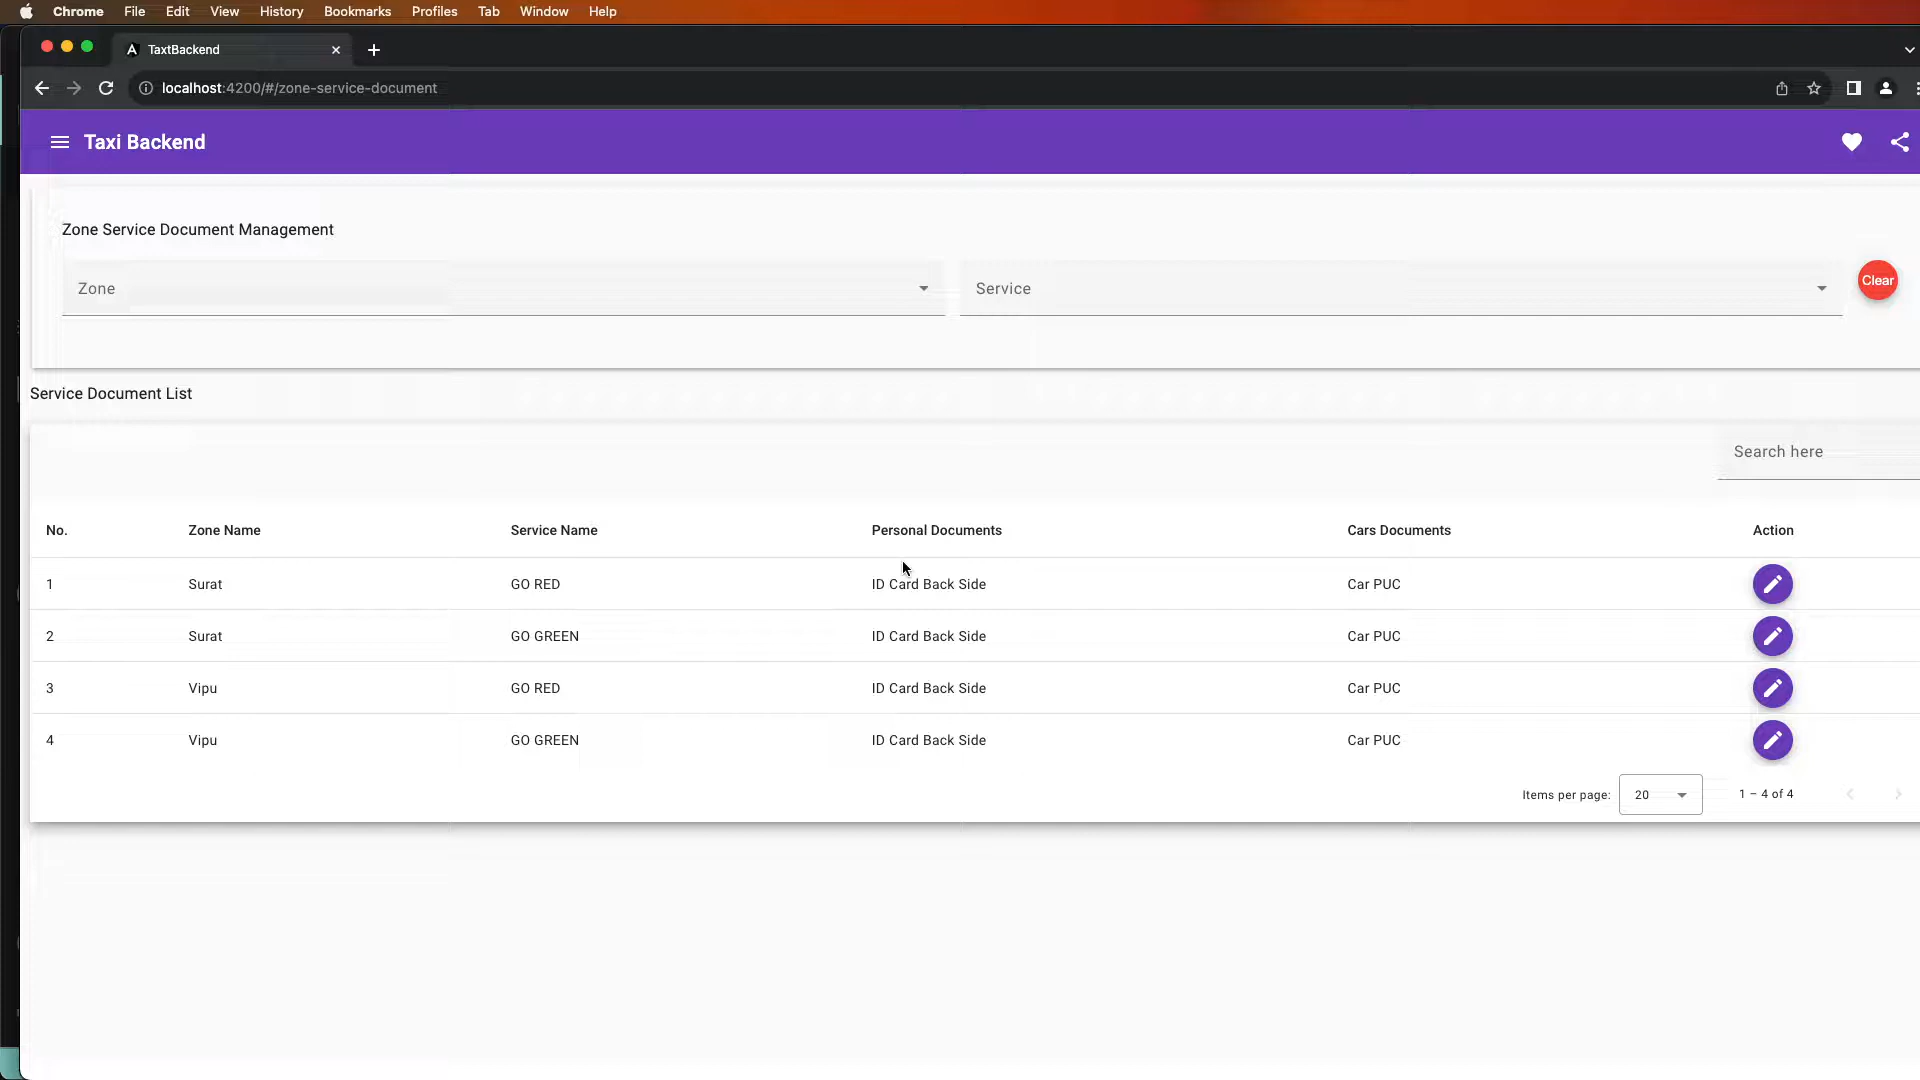 Chrome File Edit View History Bookmarks Profiles Tab Window Help
TaxtBackend
localhost:4200/#/zone-service-document
Taxi Backend
Zone Service Document Management
Zone Service Clear
Service Document List
Search here
No. Zone Name Service Name Personal Documents Cars Documents Action
1 Surat GO RED ID Card Back Side Car PUC
2 Surat GO GREEN ID Card Back Side Car PUC
3 Vipu GO RED ID Card Back Side Car PUC
4 Vipu GO GREEN ID Card Back Side Car PUC
Items per page: 20 1 – 4 of 4